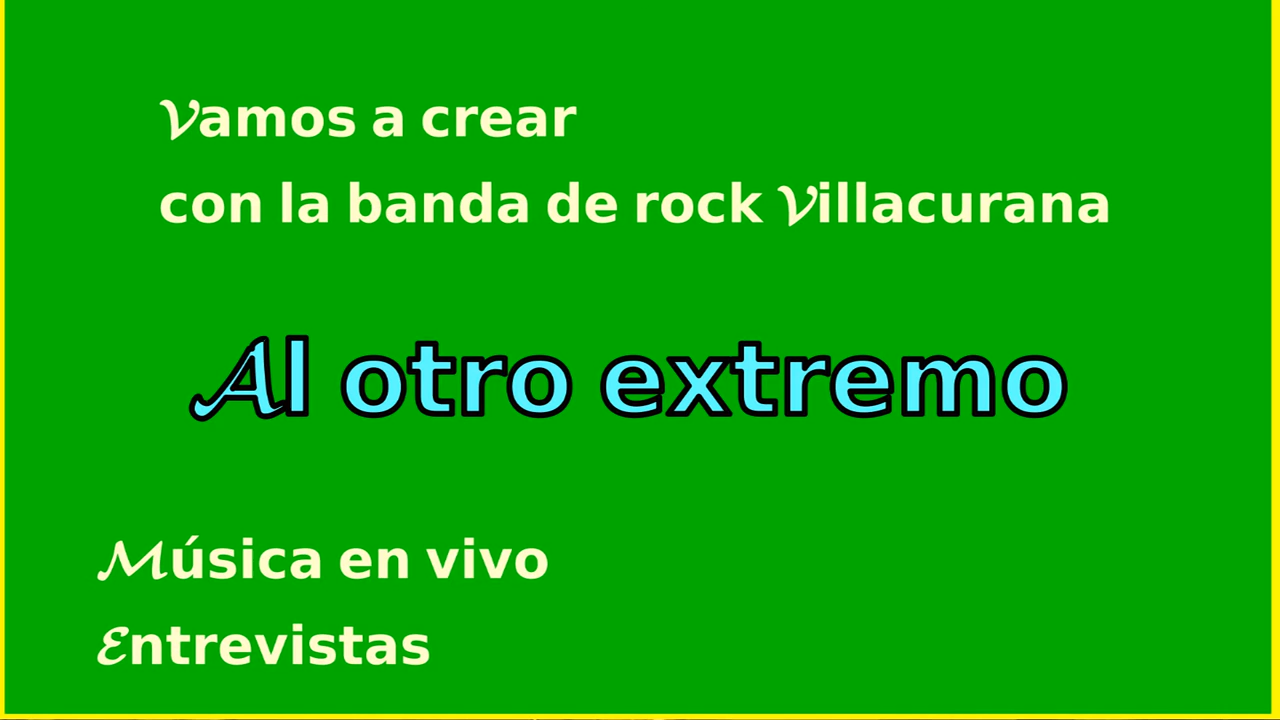 Vamos a crear
con la banda de rock Villacurana
Al otro extremo
Música en vivo
Entrevistas